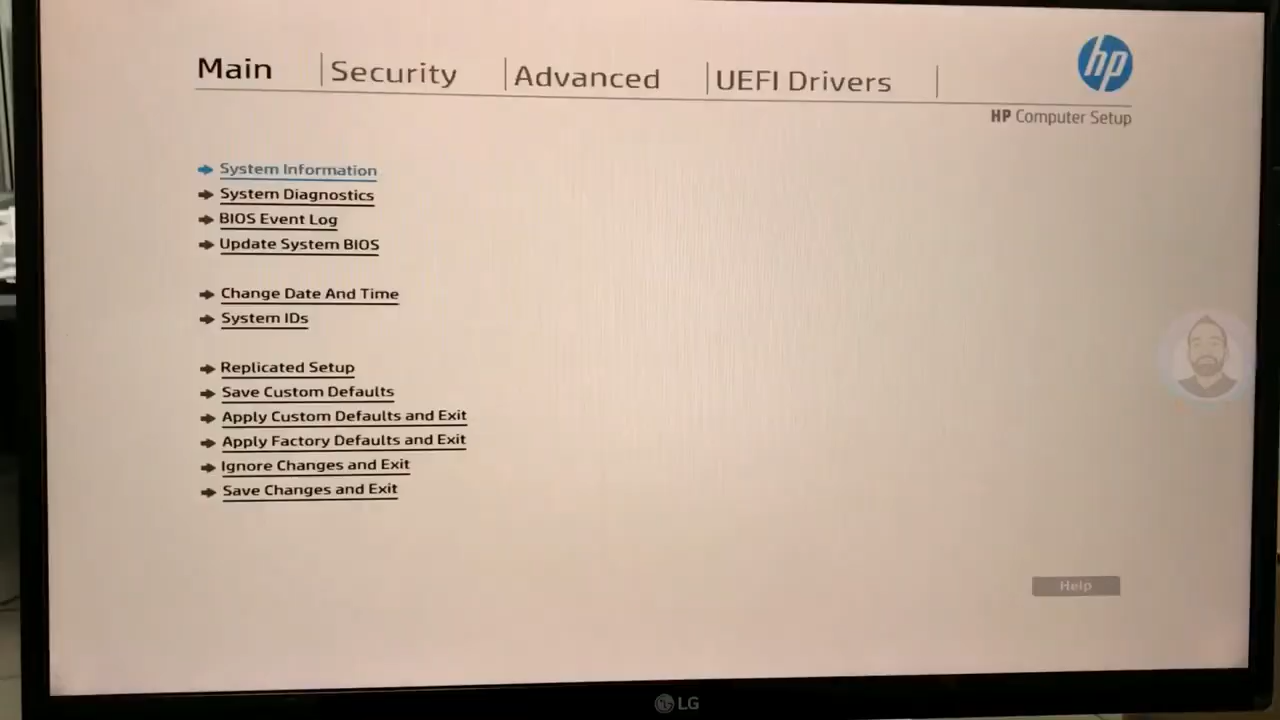 Main
Security
Advanced
UEFI Drivers
hp
HP Computer Setup
System Information
System Diagnostics
BIOS Event Log
Update System BIOS
Change Date And Time
System IDs
Replicated Setup
Save Custom Defaults
Apply Custom Defaults and Exit
Apply Factory Defaults and Exit
Ignore Changes and Exit
Save Changes and Exit
Help
LG